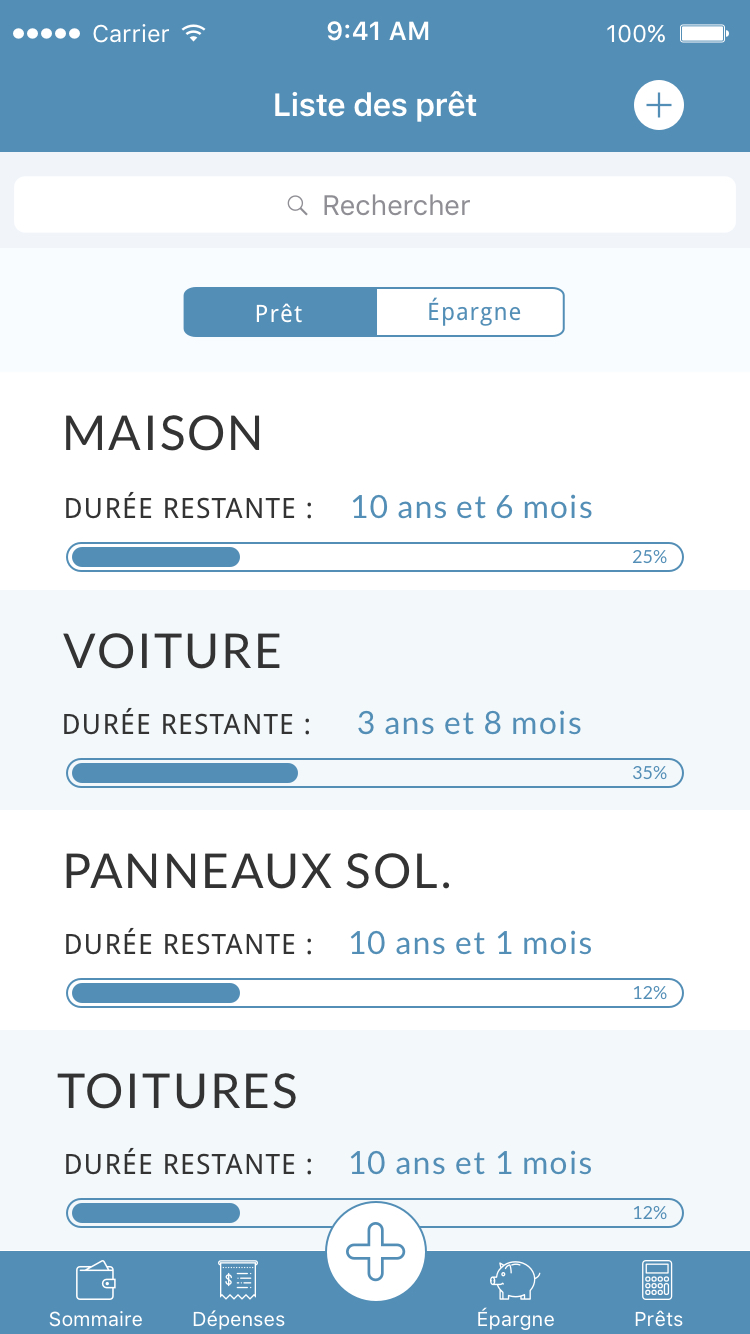 Carrier 9:41 AM 100%
Liste des prêt
Rechercher
Prêt Épargne
MAISON
DURÉE RESTANTE : 10 ans et 6 mois
25%
VOITURE
DURÉE RESTANTE : 3 ans et 8 mois
35%
PANNEAUX SOL.
DURÉE RESTANTE : 10 ans et 1 mois
12%
TOITURES
DURÉE RESTANTE : 10 ans et 1 mois
12%
Sommaire Dépenses Épargne Prêts